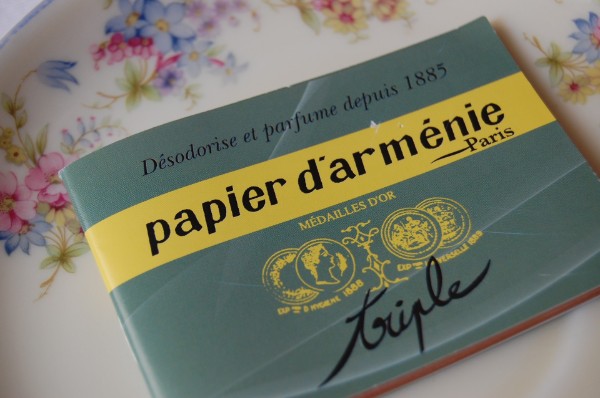 Désodorise et parfume depuis 1885
papier d'arménie
Paris
MÉDAILLES D'OR
triple